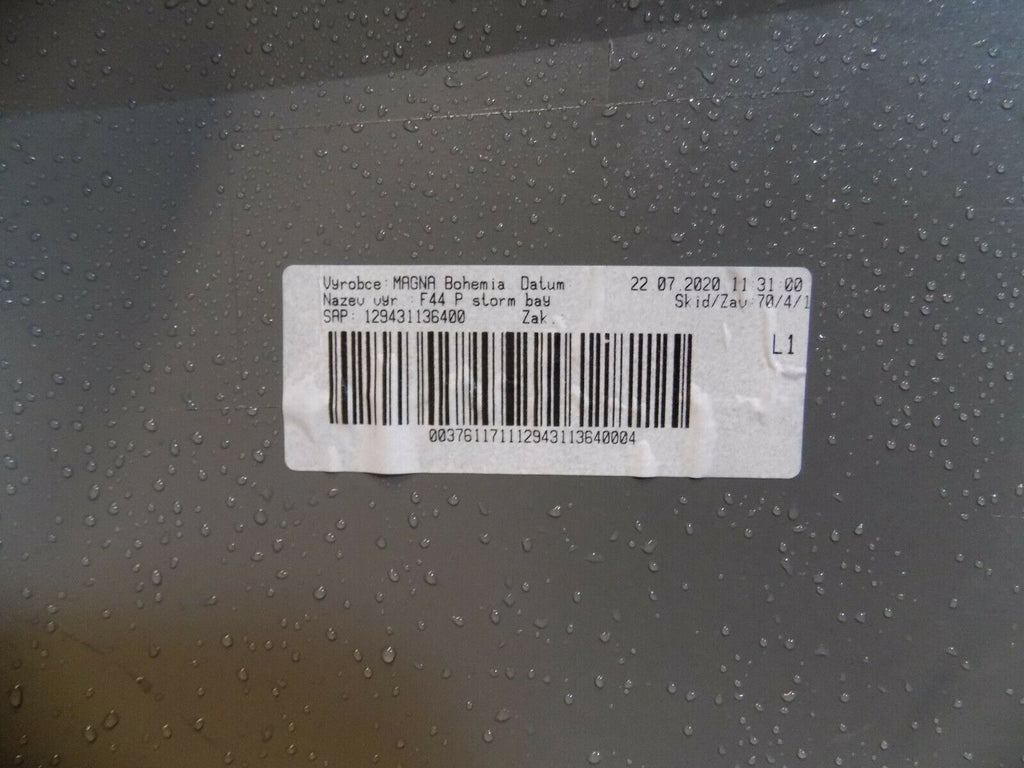 Vyrobce: MAGNA Bohemia Datum 22 07.2020 11 31:00
Nazev vyr : F44 P storm bay Skid/Zav 70/4/1
SAP: 129431136400 Zak.:
L1
003761171112943113640004